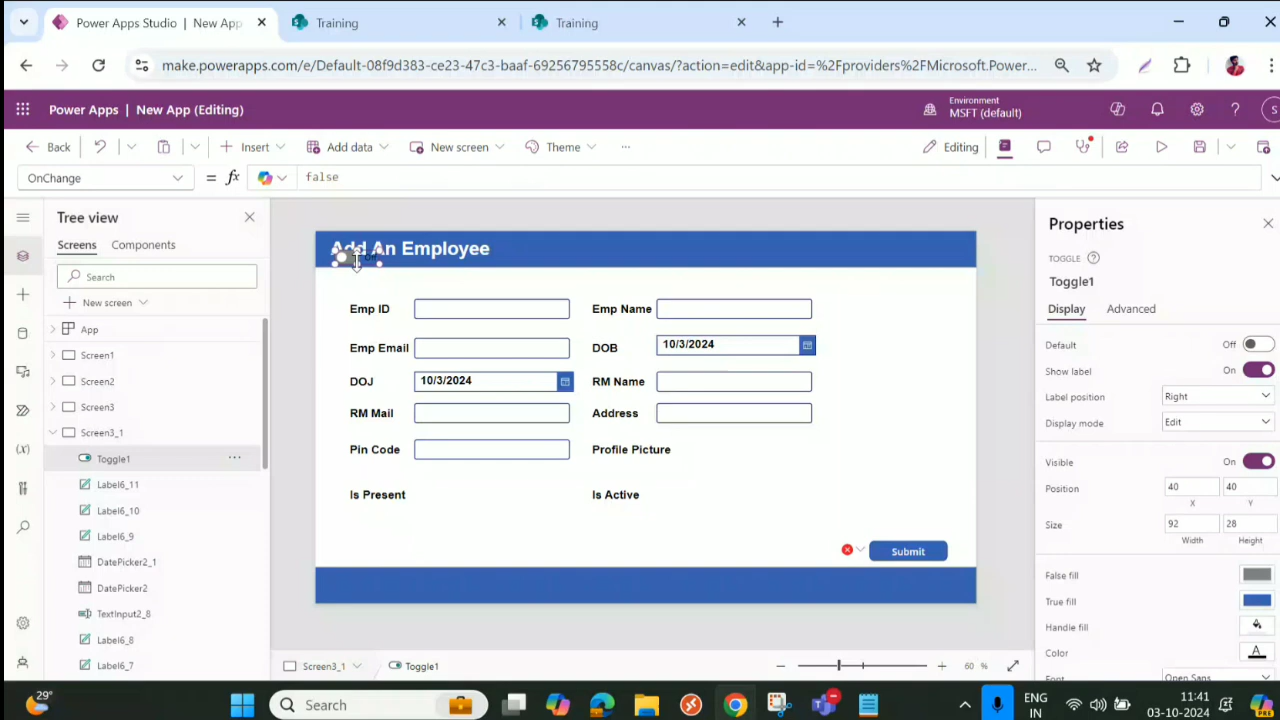 Power Apps Studio | New App
Training
Training
make.powerapps.com/e/Default-08f9d383-ce23-47c3-baaf-69256795558c/canvas/?action=edit&app-id=%2Fproviders%2FMicrosoft.Power...
Power Apps | New App (Editing)
Environment
MSFT (default)
S
Back
Insert
Add data
New screen
Theme
...
Editing
OnChange
= fx
false
Tree view
Screens
Components
Search
New screen
App
Screen1
Screen2
Screen3
Screen3_1
Toggle1
Label6_11
Label6_10
Label6_9
DatePicker2_1
DatePicker2
TextInput2_8
Label6_8
Label6_7
Add An Employee
Off
Emp ID
Emp Name
Emp Email
DOB
10/3/2024
DOJ
10/3/2024
RM Name
RM Mail
Address
Pin Code
Profile Picture
Is Present
Is Active
Submit
Screen3_1
Toggle1
60 %
Properties
TOGGLE
Toggle1
Display
Advanced
Default
Off
Show label
On
Label position
Right
Display mode
Edit
Visible
On
Position
40
40
X
Y
Size
92
28
Width
Height
False fill
True fill
Handle fill
Color
Font
Open Sans
29°
Search
ENG
IN
11:41
03-10-2024
PRE